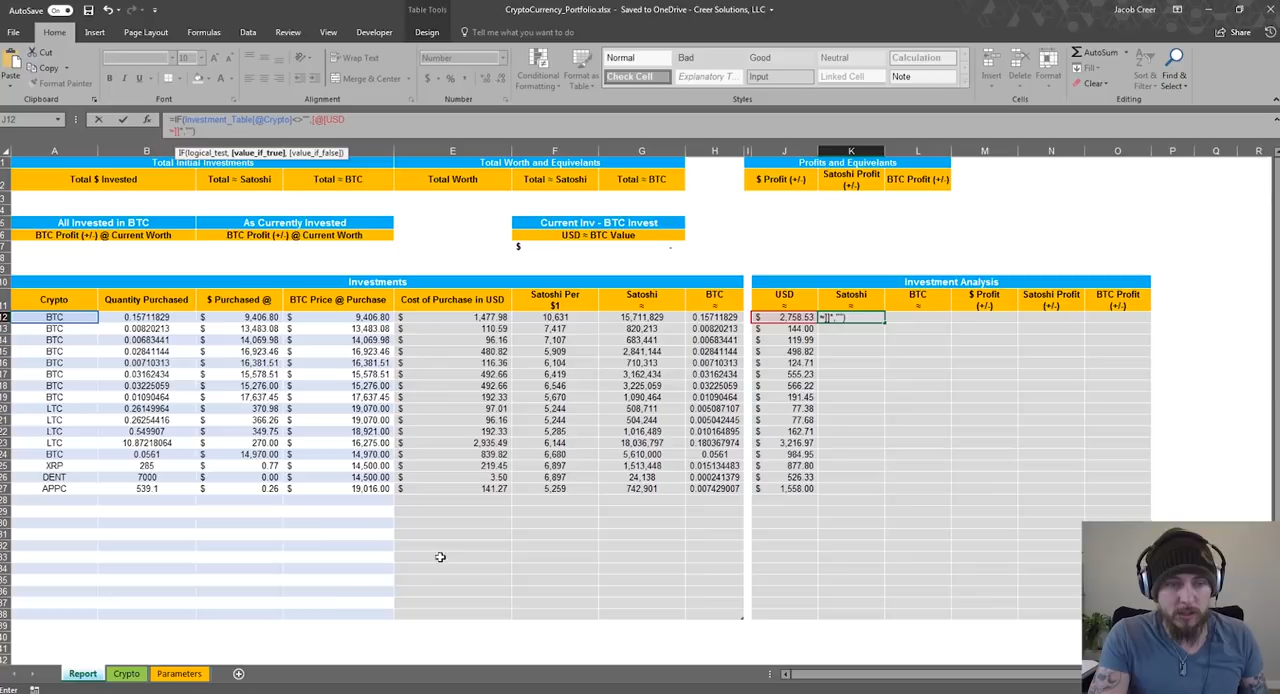 AutoSave On
Table Tools
CryptoCurrency_Portfolio.xlsx - Saved to OneDrive - Creer Solutions, LLC
Jacob Creer
File Home Insert Page Layout Formulas Data Review View Developer Design Tell me what you want to do Share
Cut
Copy
Format Painter
Paste
10
B I U
Wrap Text
Merge & Center
Number
$ % ,
Conditional Formatting
Format as Table
Normal Bad Good Neutral Calculation
Check Cell Explanatory T... Input Linked Cell Note
Insert Delete Format
AutoSum
Fill
Clear
Sort & Filter
Find & Select
Clipboard Font Alignment Number Styles Cells Editing
J12
=IF(Investment_Table[@Crypto]<>"",[@[USD
≈]]*,"")
IF(logical_test, [value_if_true], [value_if_false])
A B E F G H I J K L M N O P Q R
Total Initial Investments Total Worth and Equivelants Profits and Equivelants
Total $ Invested Total ≈ Satoshi Total ≈ BTC Total Worth Total ≈ Satoshi Total ≈ BTC $ Profit (+/-) Satoshi Profit (+/-) BTC Profit (+/-)
All Invested in BTC As Currently Invested Current Inv - BTC Invest
BTC Profit (+/-) @ Current Worth BTC Profit (+/-) @ Current Worth USD ≈ BTC Value
$ -
Investments Investment Analysis
Crypto Quantity Purchased $ Purchased @ BTC Price @ Purchase Cost of Purchase in USD Satoshi Per $1 Satoshi ≈ BTC ≈ USD ≈ Satoshi ≈ BTC ≈ $ Profit (+/-) Satoshi Profit (+/-) BTC Profit (+/-)
BTC 0.15711829 $ 9,406.80 $ 9,406.80 $ 1,477.98 10,631 15,711,829 0.15711829 $ 2,758.53 ≈]]*,"")
BTC 0.00820213 $ 13,483.08 $ 13,483.08 $ 110.59 7,417 820,213 0.00820213 $ 144.00
BTC 0.00683441 $ 14,069.98 $ 14,069.98 $ 96.16 7,107 683,441 0.00683441 $ 119.99
BTC 0.02841144 $ 16,923.46 $ 16,923.46 $ 480.82 5,909 2,841,144 0.02841144 $ 498.82
BTC 0.00710313 $ 16,381.51 $ 16,381.51 $ 116.36 6,104 710,313 0.00710313 $ 124.71
BTC 0.03162434 $ 15,578.51 $ 15,578.51 $ 492.66 6,419 3,162,434 0.03162434 $ 555.23
BTC 0.03225059 $ 15,276.00 $ 15,276.00 $ 492.66 6,546 3,225,059 0.03225059 $ 566.22
BTC 0.01090464 $ 17,637.45 $ 17,637.45 $ 192.33 5,670 1,090,464 0.01090464 $ 191.45
LTC 0.26149964 $ 370.98 $ 19,070.00 $ 97.01 5,244 508,711 0.005087107 $ 77.38
LTC 0.26254416 $ 366.26 $ 19,070.00 $ 96.16 5,244 504,244 0.005042445 $ 77.68
LTC 0.549907 $ 349.75 $ 18,921.00 $ 192.33 5,285 1,016,489 0.010164895 $ 162.71
LTC 10.87218064 $ 270.00 $ 16,275.00 $ 2,935.49 6,144 18,036,797 0.180367974 $ 3,216.97
BTC 0.0561 $ 14,970.00 $ 14,970.00 $ 839.82 6,680 5,610,000 0.0561 $ 984.95
XRP 285 $ 0.77 $ 14,500.00 $ 219.45 6,897 1,513,448 0.015134483 $ 877.80
DENT 7000 $ 0.00 $ 14,500.00 $ 3.50 6,897 24,138 0.000241379 $ 526.33
APPC 539.1 $ 0.26 $ 19,016.00 $ 141.27 5,259 742,901 0.007429007 $ 1,558.00
Report Crypto Parameters
Enter